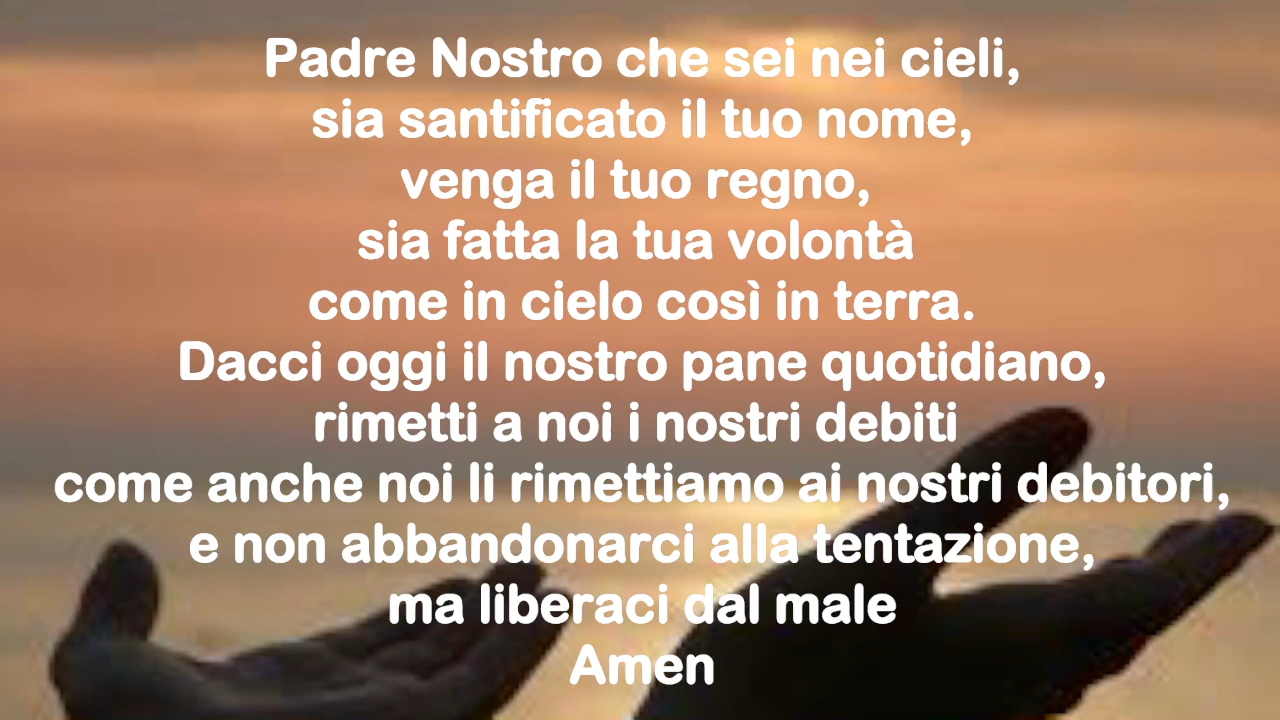 Padre Nostro che sei nei cieli,
sia santificato il tuo nome,
venga il tuo regno,
sia fatta la tua volontà
come in cielo così in terra.
Dacci oggi il nostro pane quotidiano,
rimetti a noi i nostri debiti
come anche noi li rimettiamo ai nostri debitori,
e non abbandonarci alla tentazione,
ma liberaci dal male
Amen